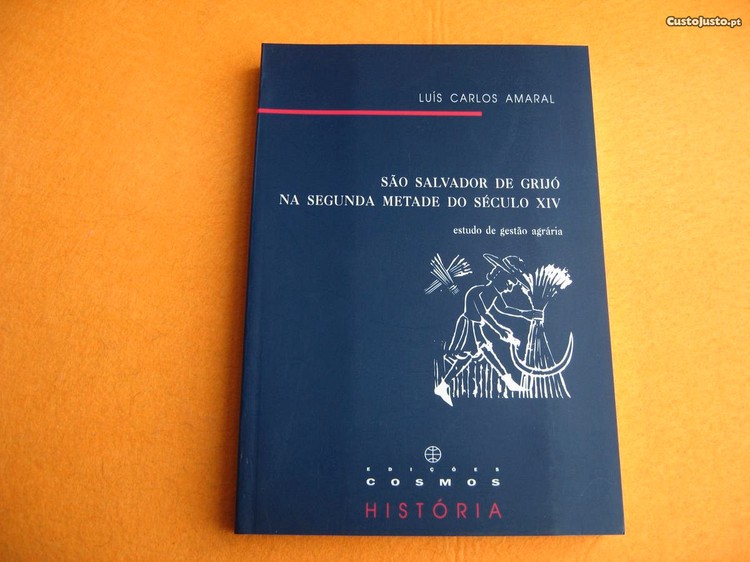 CustoJusto.pt
LUÍS CARLOS AMARAL
SÃO SALVADOR DE GRIJÓ
NA SEGUNDA METADE DO SÉCULO XIV
estudo de gestão agrária
EDIÇÕES
COSMOS
HISTÓRIA